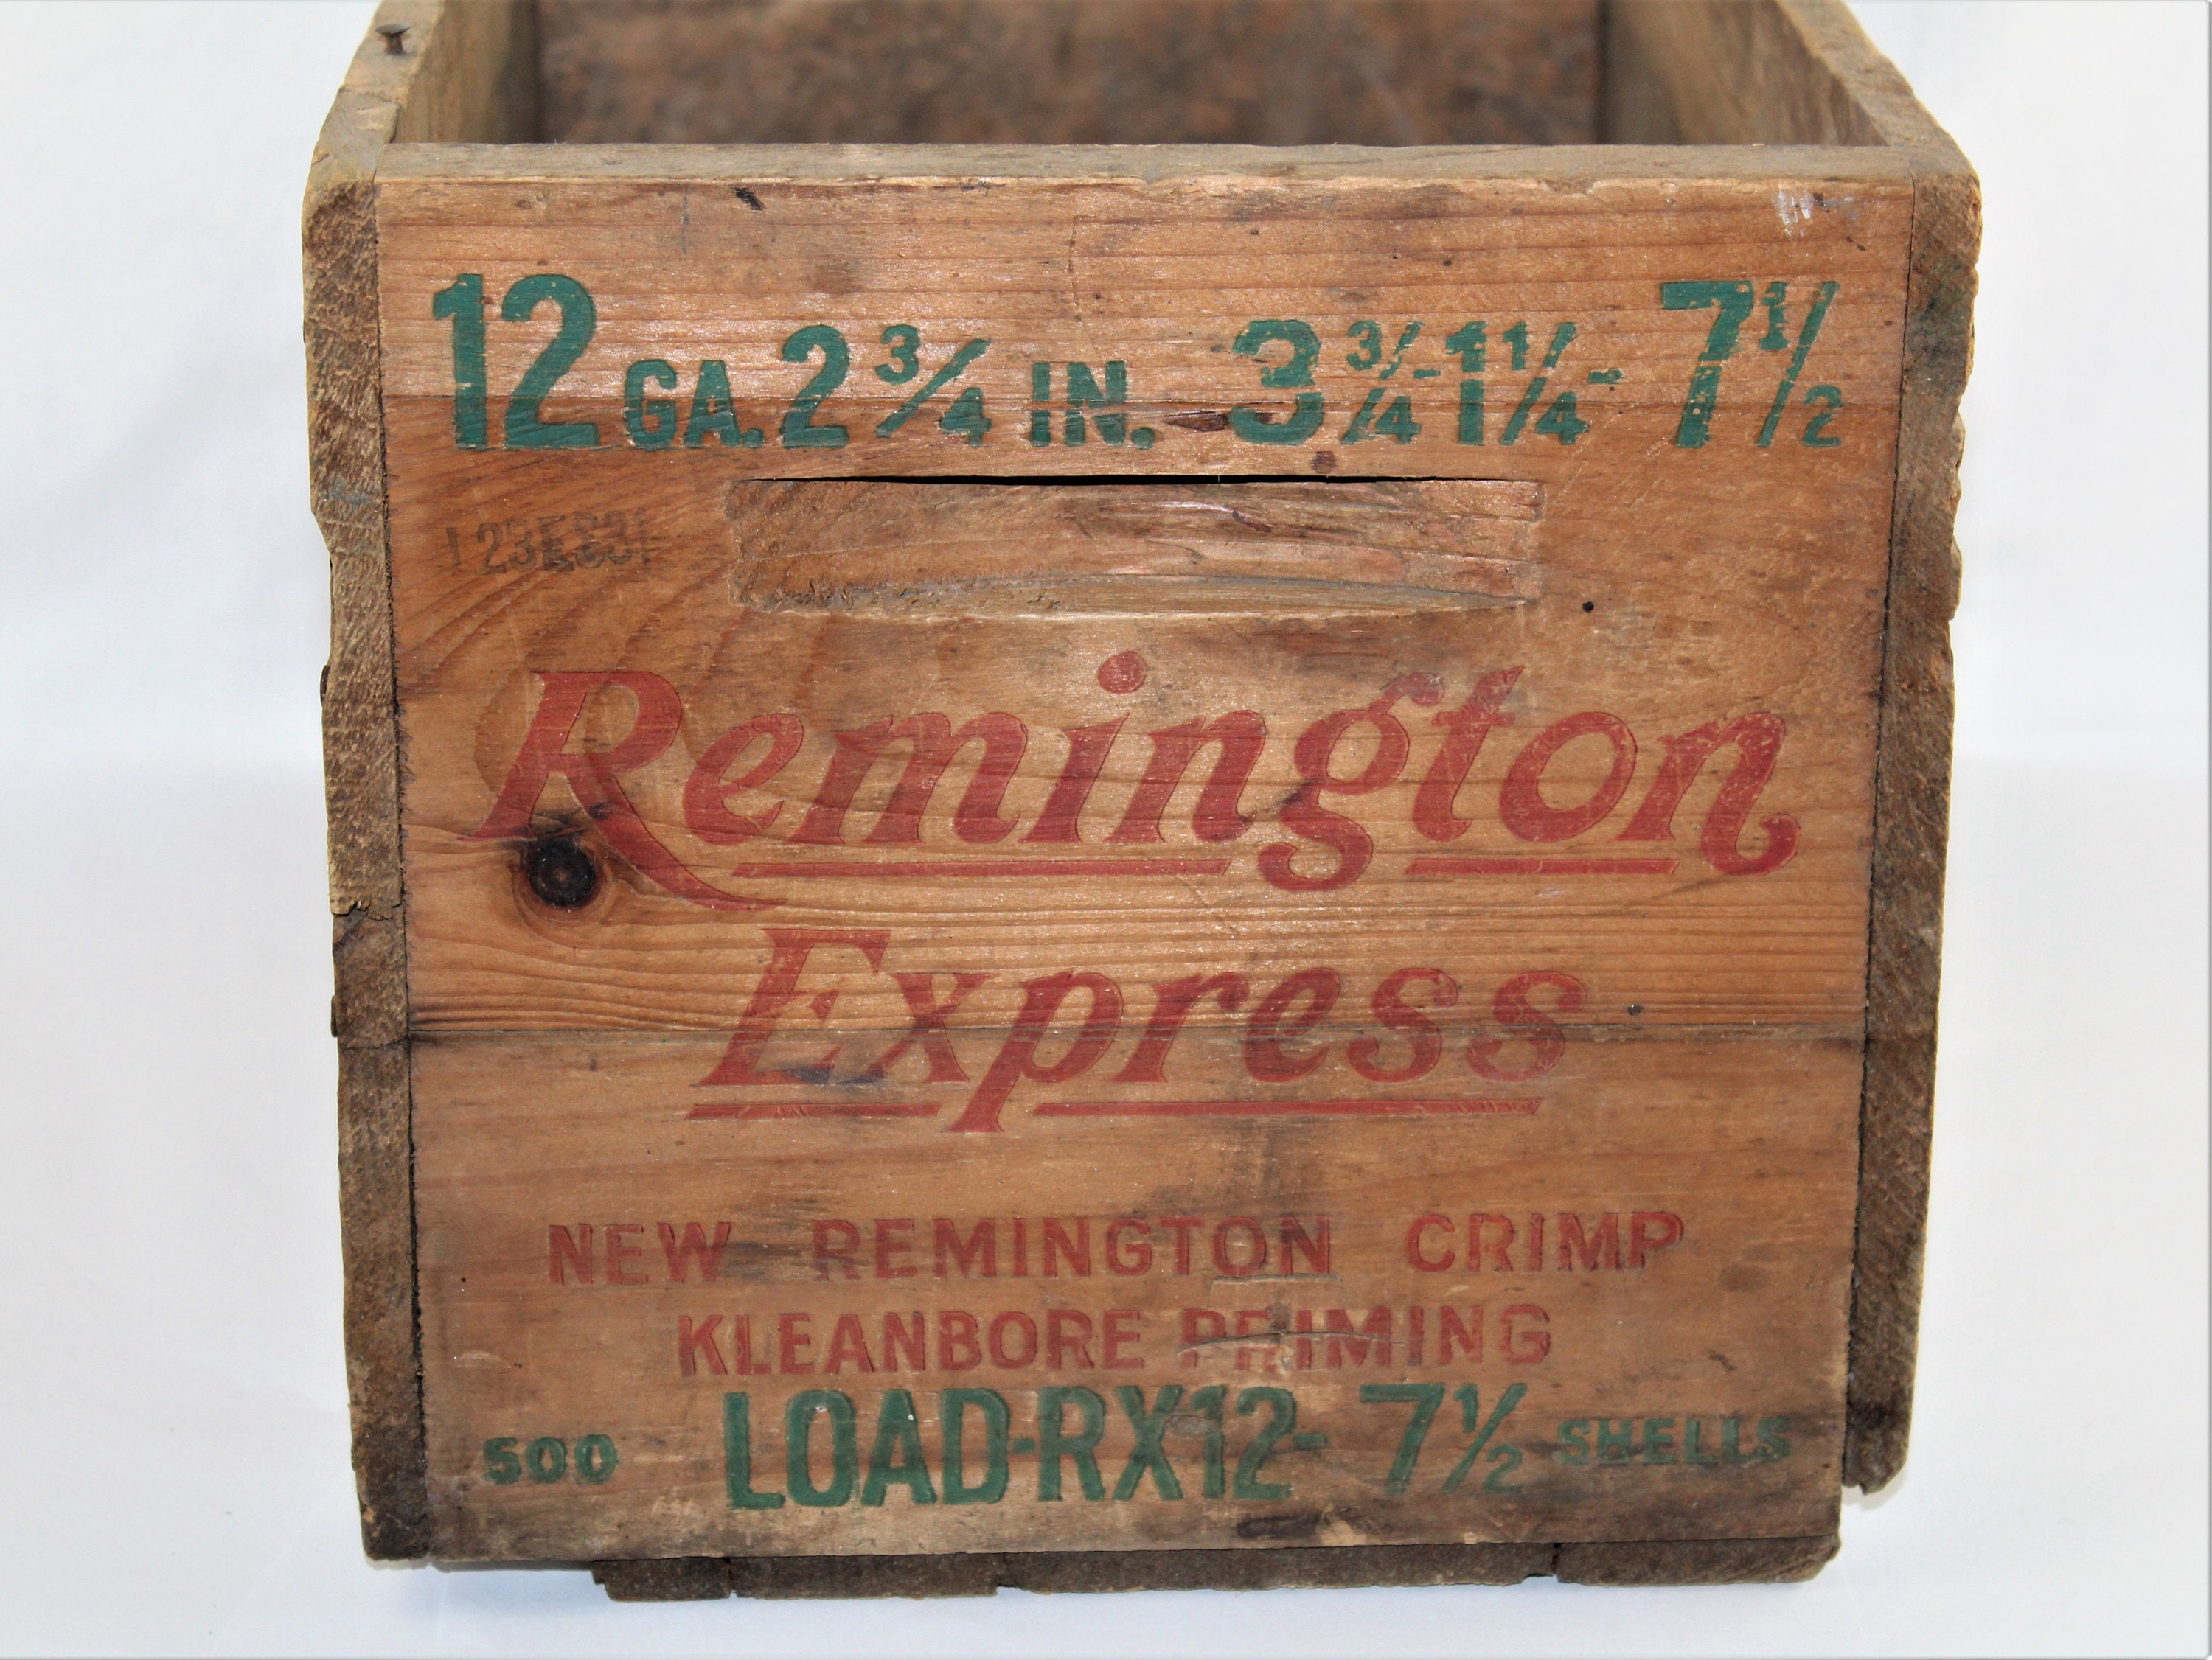 12 GA. 2 3/4 IN. 3 3/4-1 1/4-7 1/2
Remington
Express
NEW REMINGTON CRIMP
KLEANBORE PRIMING
500 LOAD-RX12-7 1/2 SHELLS